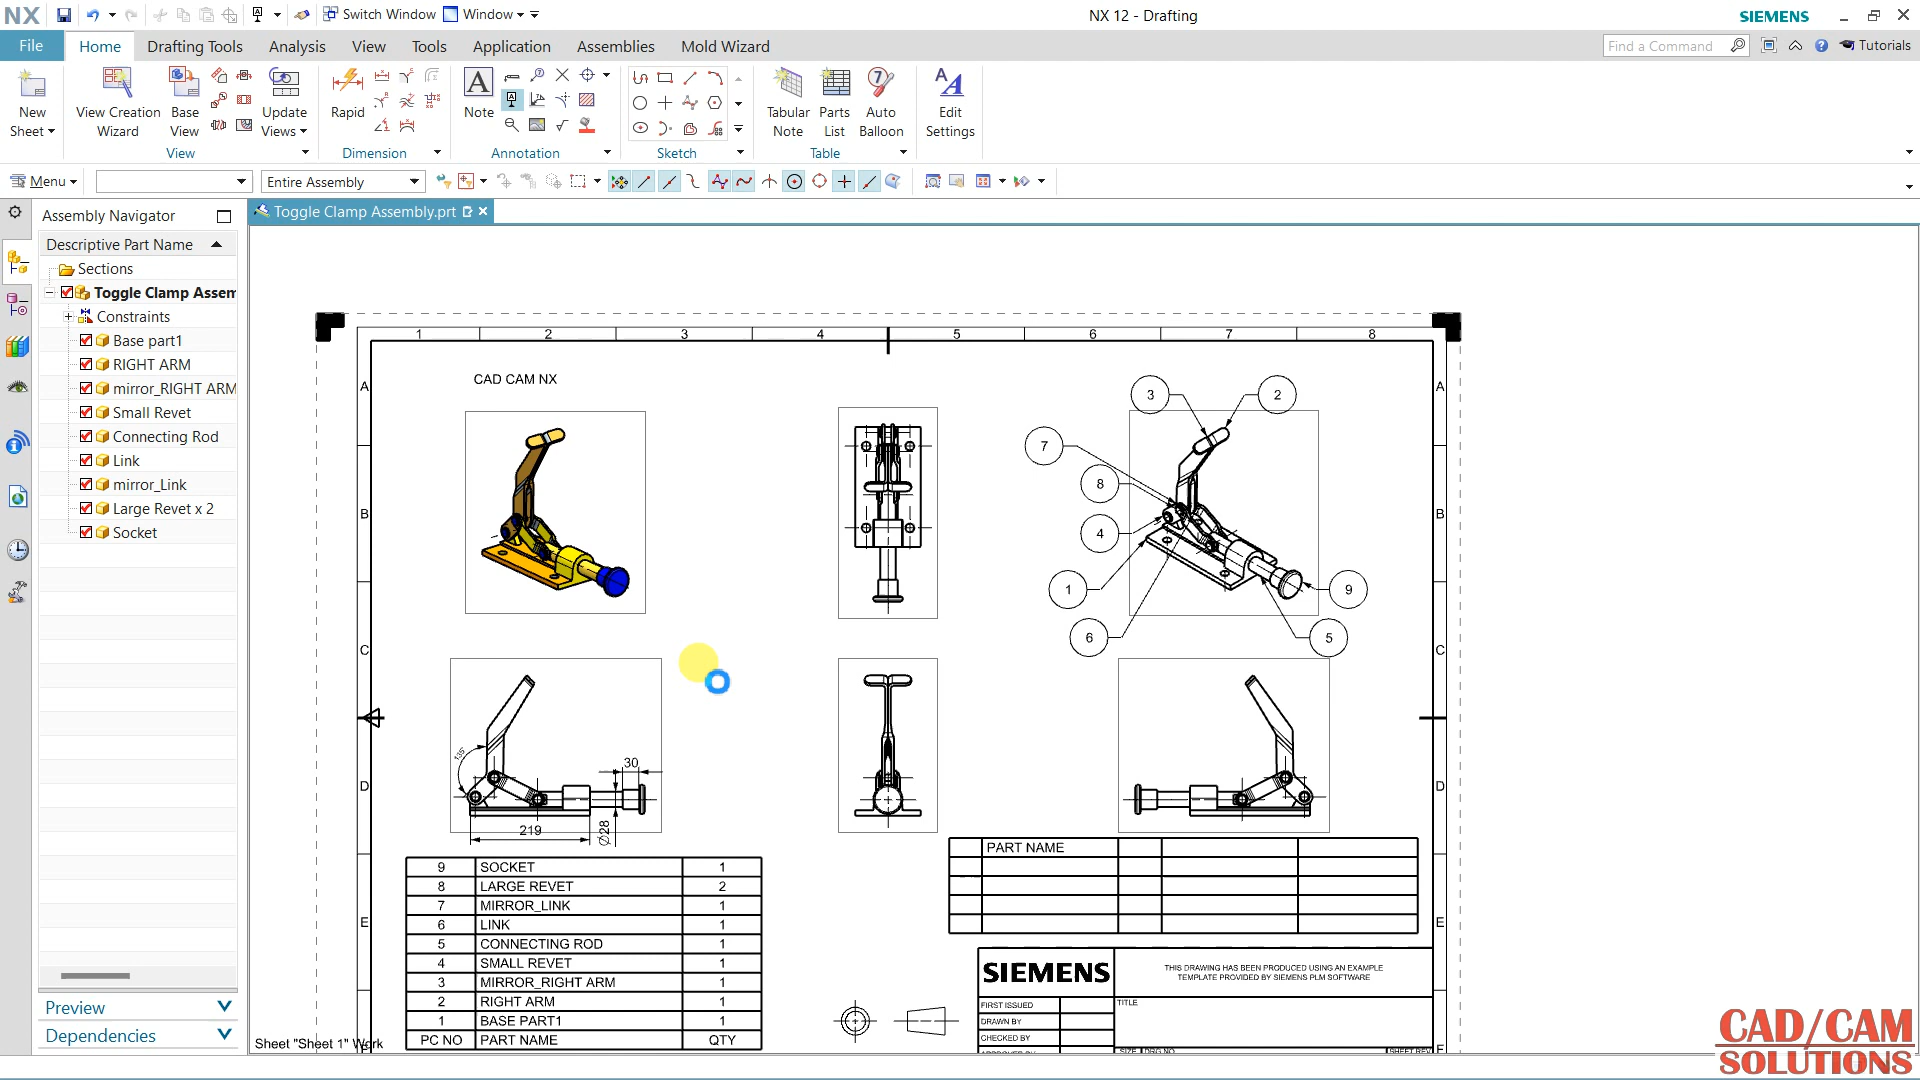 NX
Switch Window
Window
NX 12 - Drafting
SIEMENS
File
Home
Drafting Tools
Analysis
View
Tools
Application
Assemblies
Mold Wizard
Find a Command
Tutorials
New Sheet
View Creation Wizard
Base View
Update Views
Rapid
Note
Tabular Note
Parts List
Auto Balloon
Edit Settings
View
Dimension
Annotation
Sketch
Table
Menu
Entire Assembly
Assembly Navigator
Toggle Clamp Assembly.prt
Descriptive Part Name
Sections
Toggle Clamp Assem
Constraints
Base part1
RIGHT ARM
mirror_RIGHT ARM
Small Revet
Connecting Rod
Link
mirror_Link
Large Revet x 2
Socket
Preview
Dependencies
Sheet "Sheet 1" Work
1 2 3 4 5 6 7 8
A A
B B
C C
D D
E E
F F
CAD CAM NX
3 2
7
8
4
1 9
6 5
135°
30
219
Ø28
9 SOCKET 1
8 LARGE REVET 2
7 MIRROR_LINK 1
6 LINK 1
5 CONNECTING ROD 1
4 SMALL REVET 1
3 MIRROR_RIGHT ARM 1
2 RIGHT ARM 1
1 BASE PART1 1
PC NO PART NAME QTY
PART NAME
SIEMENS
THIS DRAWING HAS BEEN PRODUCED USING AN EXAMPLE
TEMPLATE PROVIDED BY SIEMENS PLM SOFTWARE
FIRST ISSUED
TITLE
DRAWN BY
CHECKED BY
CAD/CAM
SOLUTIONS